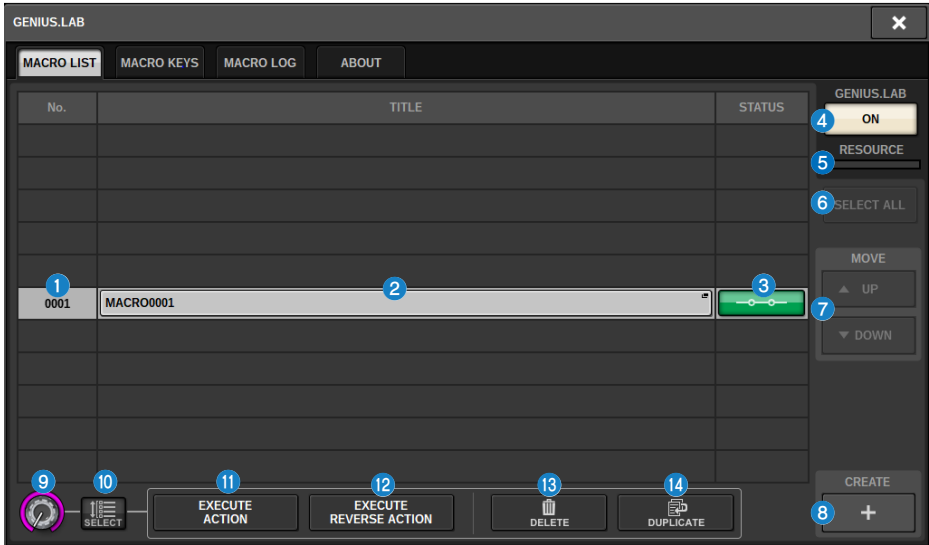 GENIUS.LAB
MACRO LIST MACRO KEYS MACRO LOG ABOUT
No. TITLE STATUS
GENIUS.LAB
4 ON
RESOURCE
5
6 SELECT ALL
MOVE
1 2 3
0001 MACRO0001
UP
7
DOWN
9 10 11 12 13 14
SELECT
EXECUTE
ACTION
EXECUTE
REVERSE ACTION
DELETE
DUPLICATE
CREATE
8 +